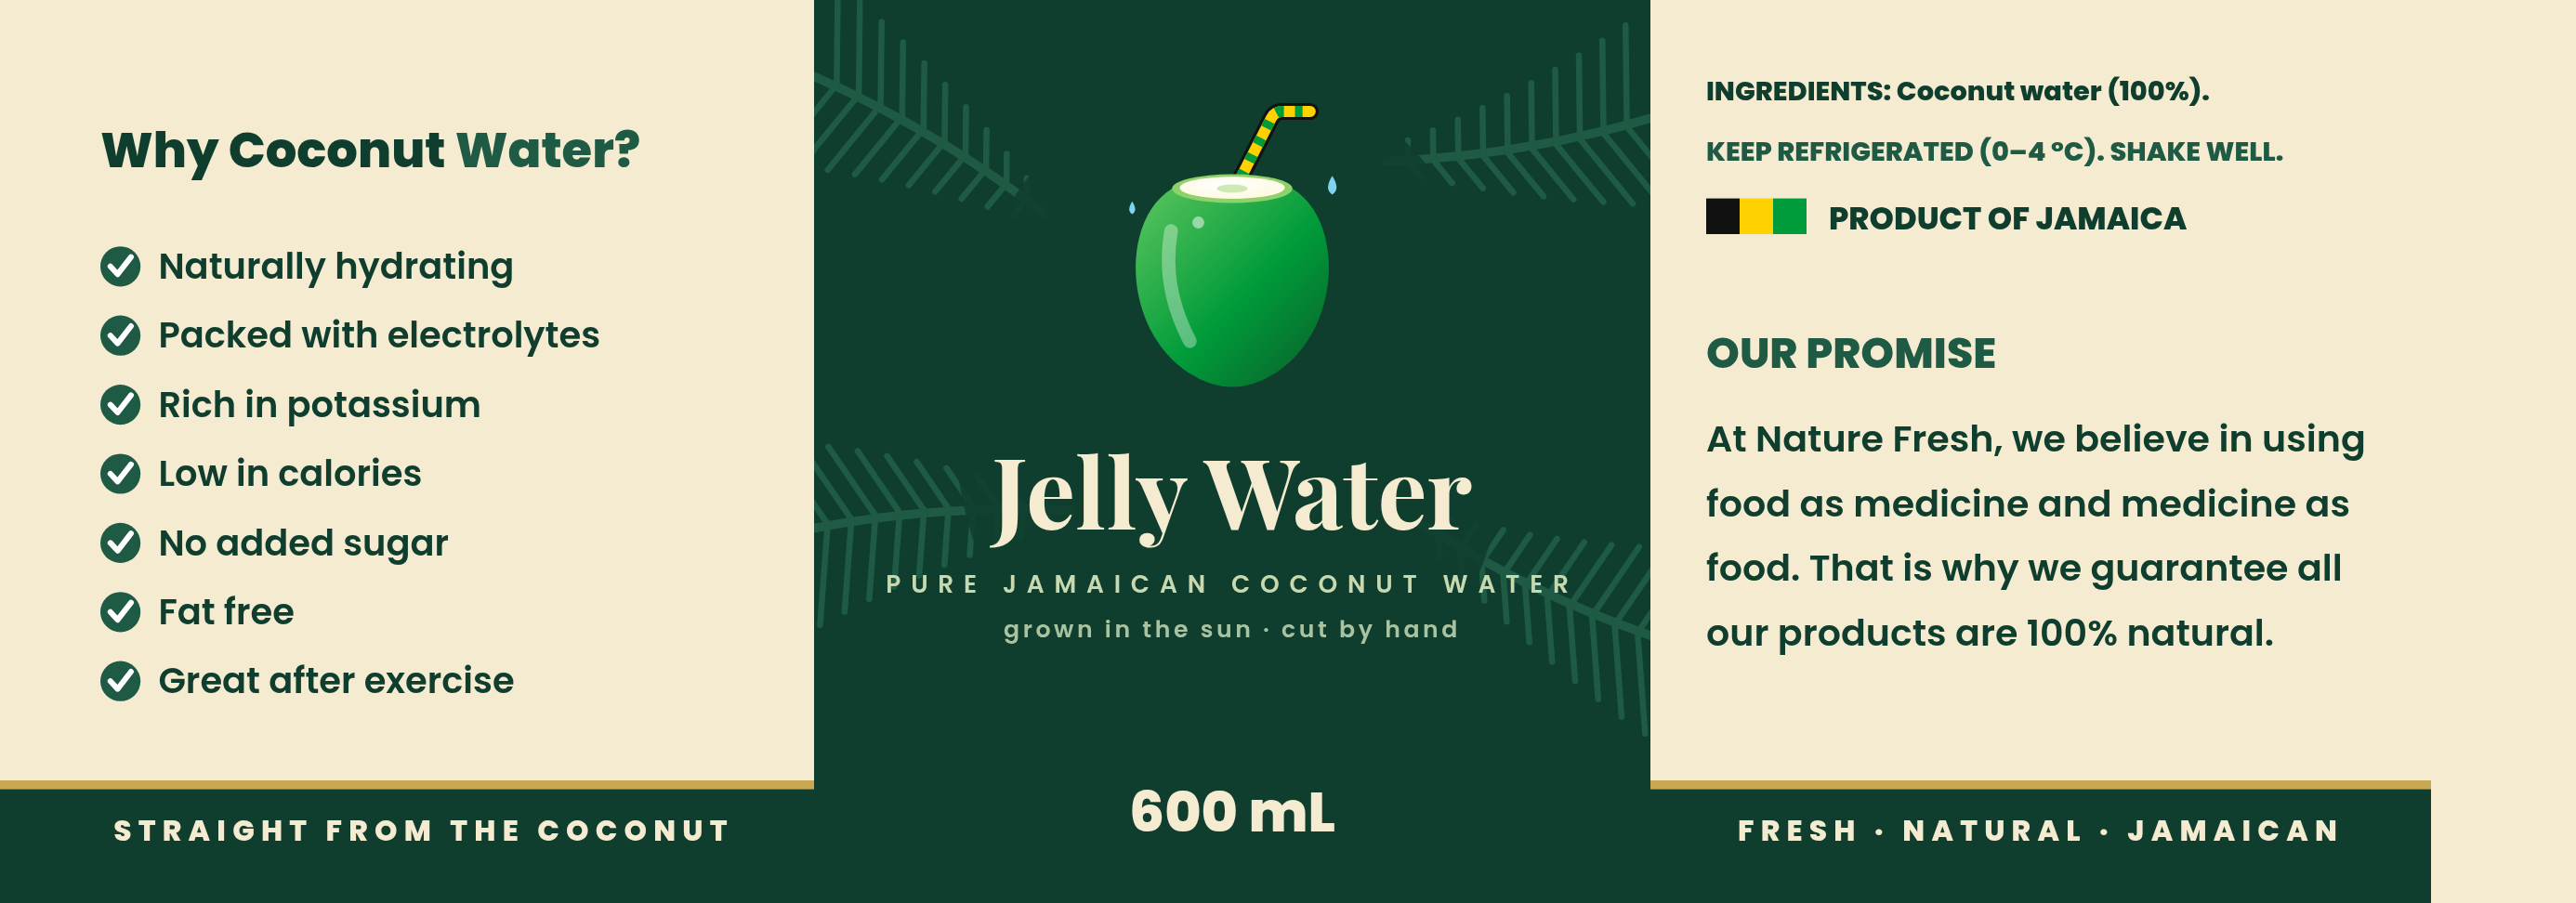 Why Coconut Water?
Naturally hydrating
Packed with electrolytes
Rich in potassium
Low in calories
No added sugar
Fat free
Great after exercise
STRAIGHT FROM THE COCONUT
Jelly Water
PURE JAMAICAN COCONUT WATER
grown in the sun · cut by hand
600 mL
INGREDIENTS: Coconut water (100%).
KEEP REFRIGERATED (0–4 °C). SHAKE WELL.
PRODUCT OF JAMAICA
OUR PROMISE
At Nature Fresh, we believe in using
food as medicine and medicine as
food. That is why we guarantee all
our products are 100% natural.
FRESH · NATURAL · JAMAICAN